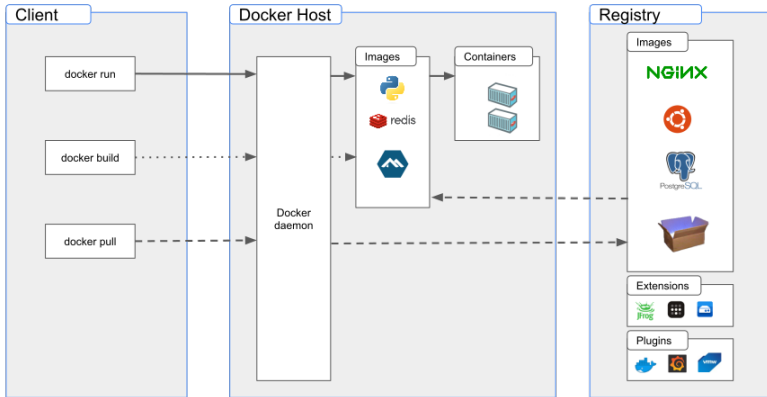 Client
docker run
docker build
docker pull
Docker Host
Docker
daemon
Images
redis
Containers
Registry
Images
NGINX
PostgreSQL
Extensions
jfrog
Plugins
vmw